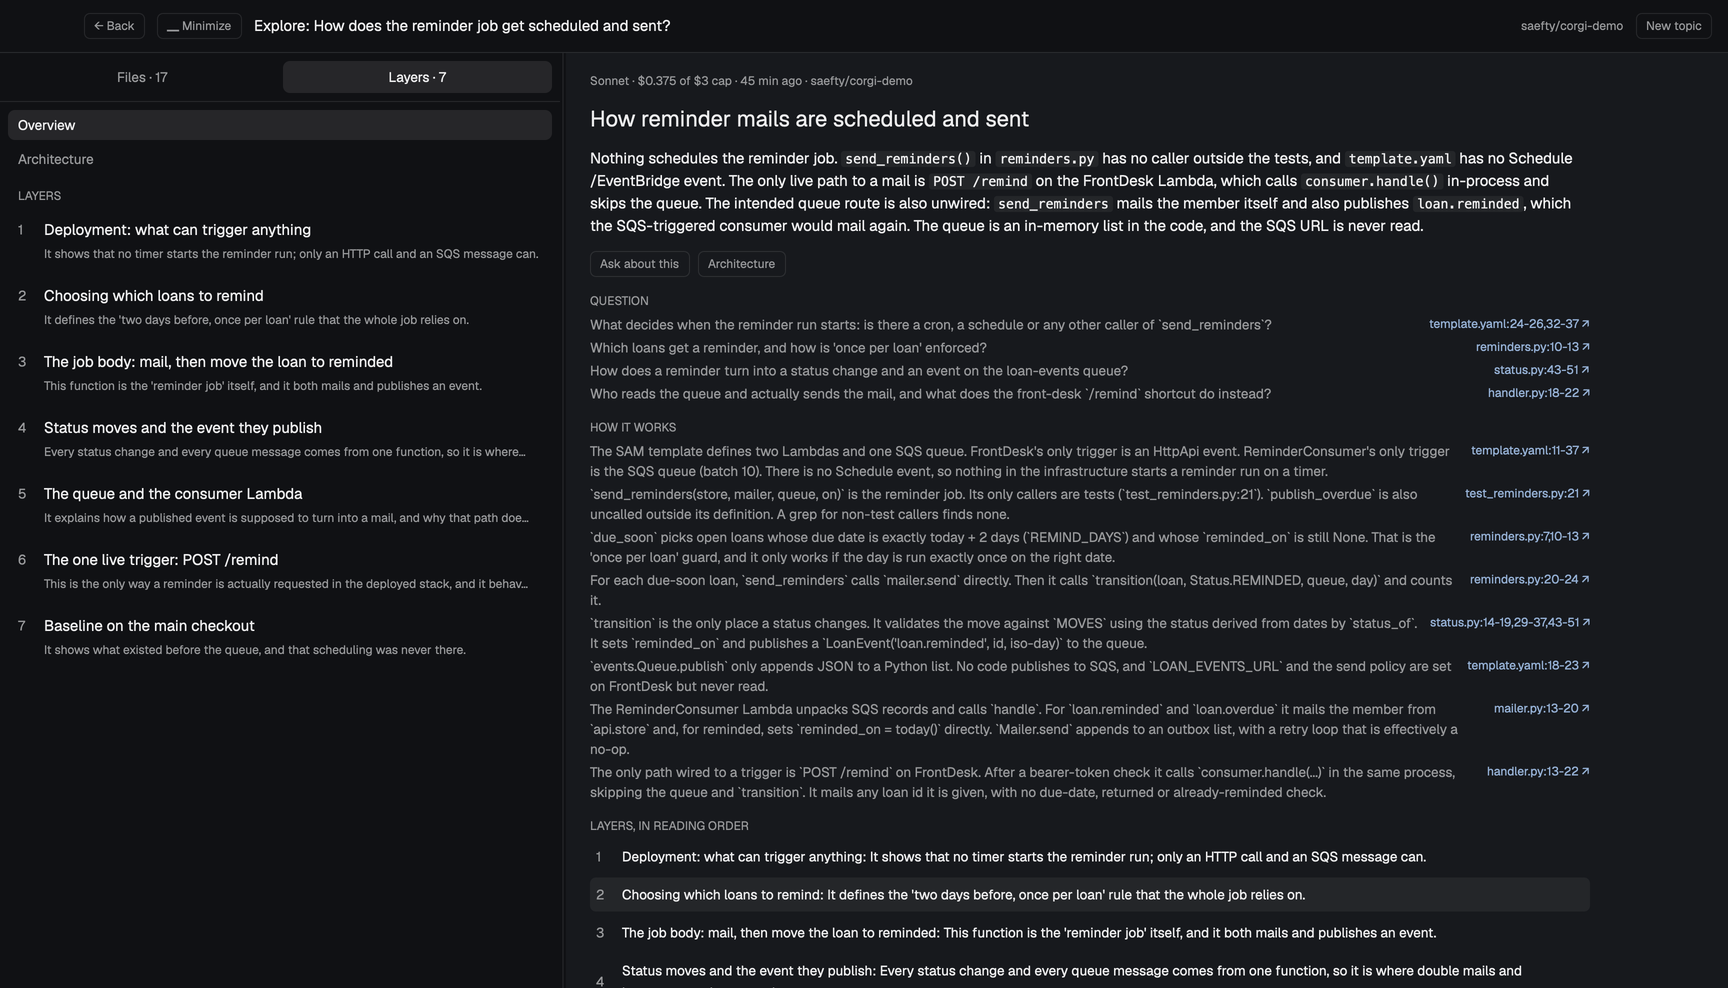 ← Back
__ Minimize
Explore: How does the reminder job get scheduled and sent?
saefty/corgi-demo
New topic
Files · 17
Layers · 7
Overview
Architecture
LAYERS
1 Deployment: what can trigger anything
It shows that no timer starts the reminder run; only an HTTP call and an SQS message can.
2 Choosing which loans to remind
It defines the 'two days before, once per loan' rule that the whole job relies on.
3 The job body: mail, then move the loan to reminded
This function is the 'reminder job' itself, and it both mails and publishes an event.
4 Status moves and the event they publish
Every status change and every queue message comes from one function, so it is where...
5 The queue and the consumer Lambda
It explains how a published event is supposed to turn into a mail, and why that path doe...
6 The one live trigger: POST /remind
This is the only way a reminder is actually requested in the deployed stack, and it behav...
7 Baseline on the main checkout
It shows what existed before the queue, and that scheduling was never there.
Sonnet · $0.375 of $3 cap · 45 min ago · saefty/corgi-demo
How reminder mails are scheduled and sent
Nothing schedules the reminder job. send_reminders() in reminders.py has no caller outside the tests, and template.yaml has no Schedule
/EventBridge event. The only live path to a mail is POST /remind on the FrontDesk Lambda, which calls consumer.handle() in-process and
skips the queue. The intended queue route is also unwired: send_reminders mails the member itself and also publishes loan.reminded, which
the SQS-triggered consumer would mail again. The queue is an in-memory list in the code, and the SQS URL is never read.
Ask about this
Architecture
QUESTION
What decides when the reminder run starts: is there a cron, a schedule or any other caller of `send_reminders`? template.yaml:24-26,32-37 ↗
Which loans get a reminder, and how is 'once per loan' enforced? reminders.py:10-13 ↗
How does a reminder turn into a status change and an event on the loan-events queue? status.py:43-51 ↗
Who reads the queue and actually sends the mail, and what does the front-desk `/remind` shortcut do instead? handler.py:18-22 ↗
HOW IT WORKS
The SAM template defines two Lambdas and one SQS queue. FrontDesk's only trigger is an HttpApi event. ReminderConsumer's only trigger template.yaml:11-37 ↗
is the SQS queue (batch 10). There is no Schedule event, so nothing in the infrastructure starts a reminder run on a timer.
`send_reminders(store, mailer, queue, on)` is the reminder job. Its only callers are tests (`test_reminders.py:21`). `publish_overdue` is also test_reminders.py:21 ↗
uncalled outside its definition. A grep for non-test callers finds none.
`due_soon` picks open loans whose due date is exactly today + 2 days (`REMIND_DAYS`) and whose `reminded_on` is still None. That is the reminders.py:7,10-13 ↗
'once per loan' guard, and it only works if the day is run exactly once on the right date.
For each due-soon loan, `send_reminders` calls `mailer.send` directly. Then it calls `transition(loan, Status.REMINDED, queue, day)` and counts reminders.py:20-24 ↗
it.
`transition` is the only place a status changes. It validates the move against `MOVES` using the status derived from dates by `status_of`. status.py:14-19,29-37,43-51 ↗
It sets `reminded_on` and publishes a `LoanEvent('loan.reminded', id, iso-day)` to the queue.
`events.Queue.publish` only appends JSON to a Python list. No code publishes to SQS, and `LOAN_EVENTS_URL` and the send policy are set template.yaml:18-23 ↗
on FrontDesk but never read.
The ReminderConsumer Lambda unpacks SQS records and calls `handle`. For `loan.reminded` and `loan.overdue` it mails the member from mailer.py:13-20 ↗
`api.store` and, for reminded, sets `reminded_on = today()` directly. `Mailer.send` appends to an outbox list, with a retry loop that is effectively a
no-op.
The only path wired to a trigger is `POST /remind` on FrontDesk. After a bearer-token check it calls `consumer.handle(...)` in the same process, handler.py:13-22 ↗
skipping the queue and `transition`. It mails any loan id it is given, with no due-date, returned or already-reminded check.
LAYERS, IN READING ORDER
1 Deployment: what can trigger anything: It shows that no timer starts the reminder run; only an HTTP call and an SQS message can.
2 Choosing which loans to remind: It defines the 'two days before, once per loan' rule that the whole job relies on.
3 The job body: mail, then move the loan to reminded: This function is the 'reminder job' itself, and it both mails and publishes an event.
4 Status moves and the event they publish: Every status change and every queue message comes from one function, so it is where double mails and